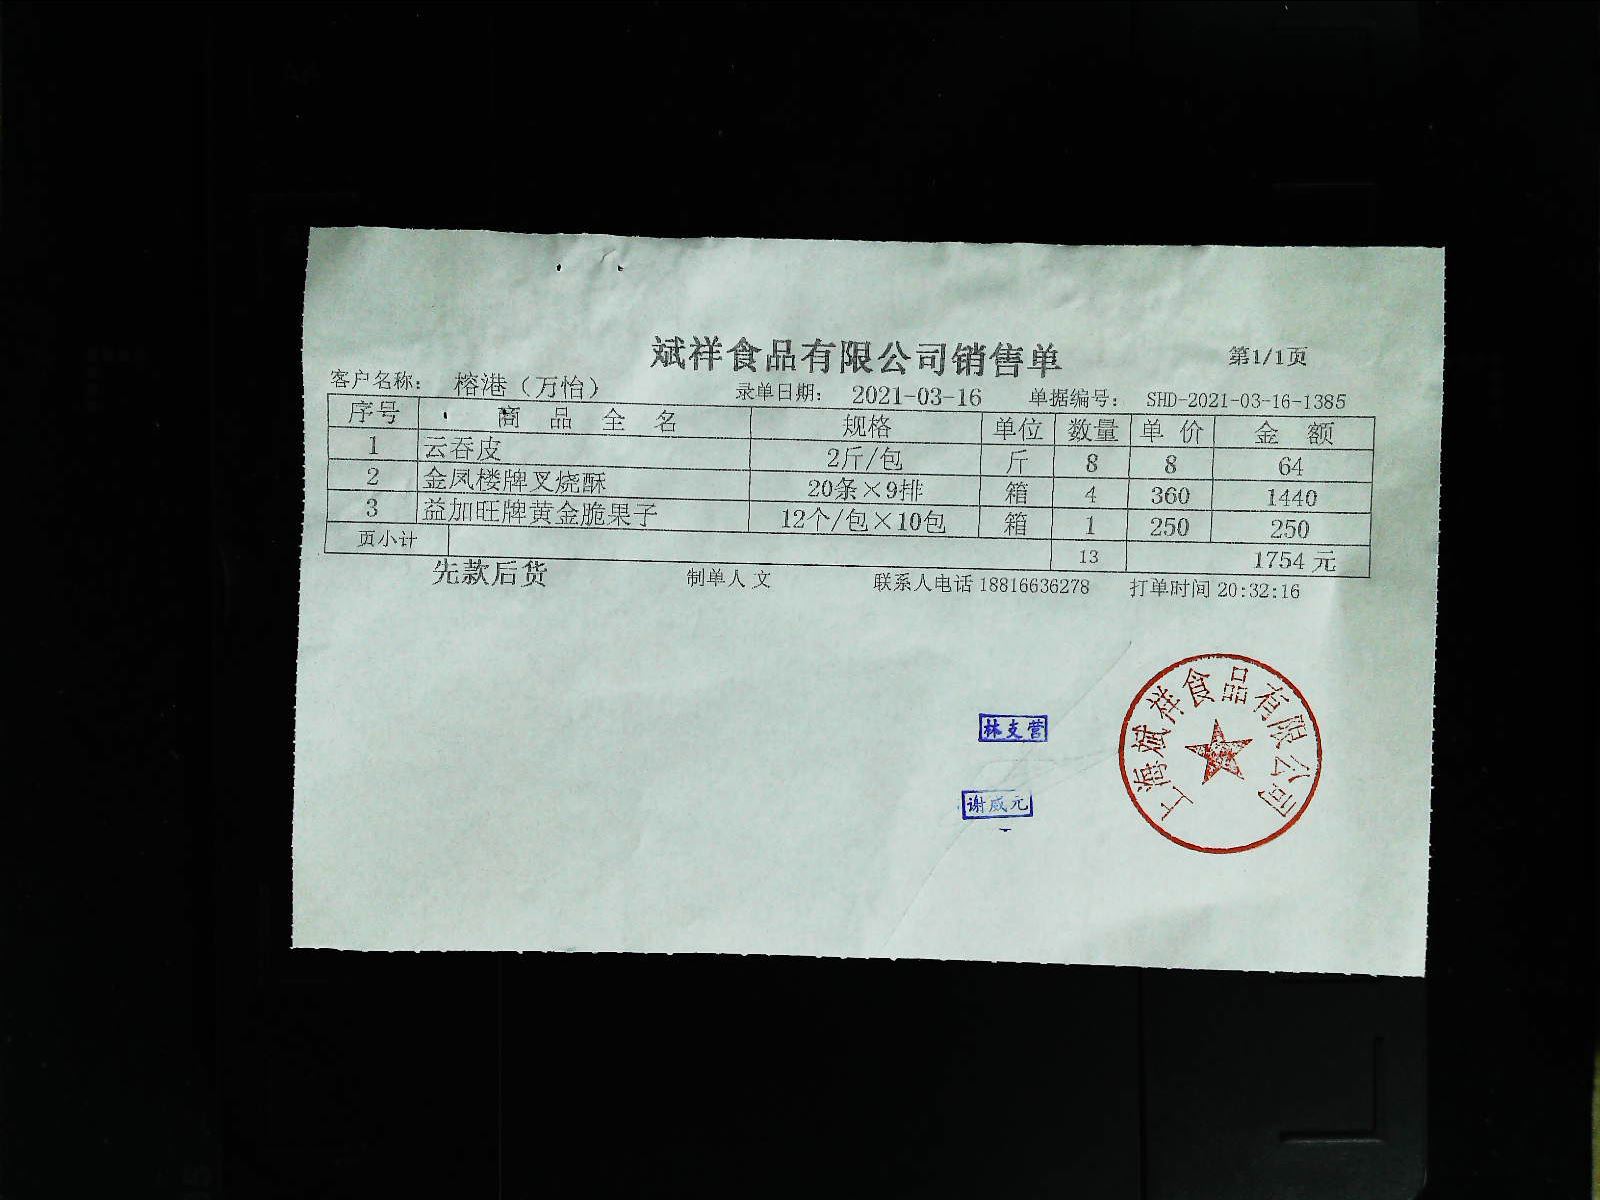 斌祥食品有限公司销售单 第1/1页
客户名称： 榕港（万怡） 录单日期： 2021-03-16 单据编号： SHD-2021-03-16-1385
序号 商品全名 规格 单位 数量 单价 金额
1 云吞皮 2斤/包 斤 8 8 64
2 金凤楼牌叉烧酥 20条×9排 箱 4 360 1440
3 益加旺牌黄金脆果子 12个/包×10包 箱 1 250 250
页小计 13 1754 元
先款后货 制单人 文 联系人电话 18816636278 打单时间 20:32:16
林支营
谢威元
上海斌祥食品有限公司